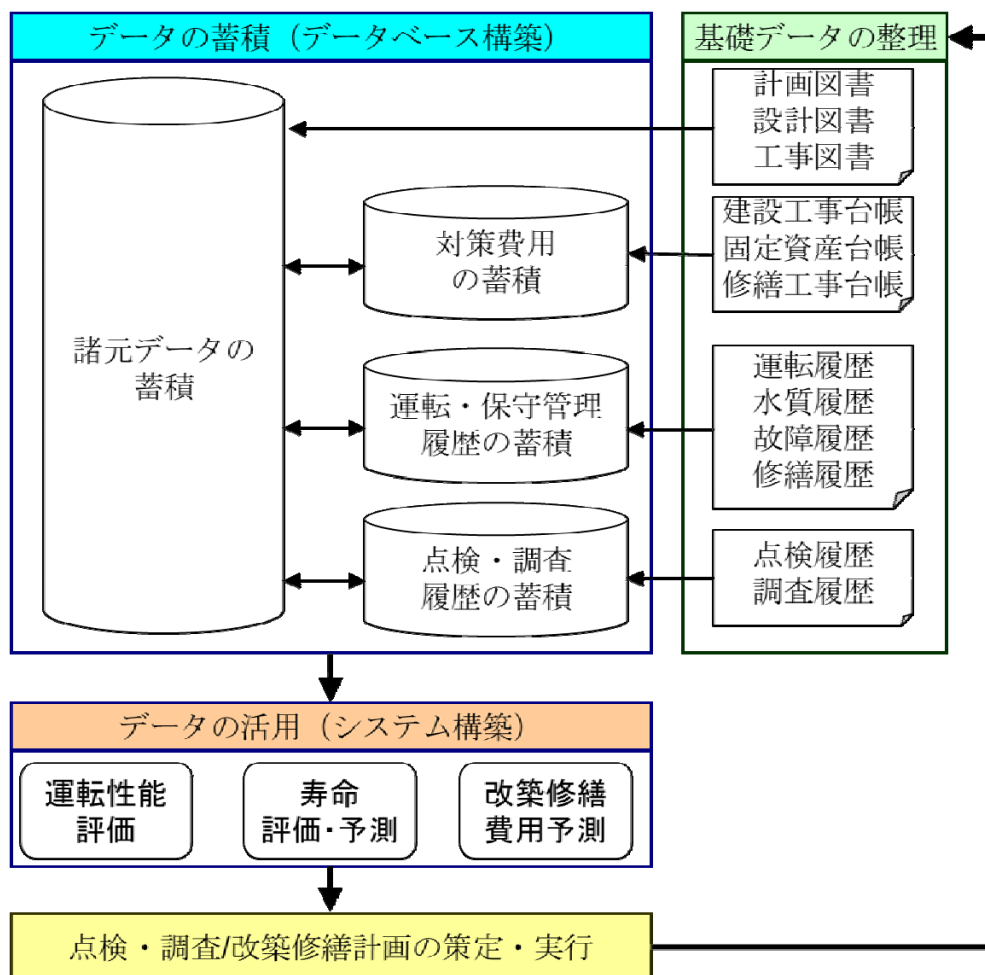 データの蓄積（データベース構築）
諸元データの
蓄積
対策費用
の蓄積
運転・保守管理
履歴の蓄積
点検・調査
履歴の蓄積
基礎データの整理
計画図書
設計図書
工事図書
建設工事台帳
固定資産台帳
修繕工事台帳
運転履歴
水質履歴
故障履歴
修繕履歴
点検履歴
調査履歴
データの活用（システム構築）
運転性能
評価
寿命
評価･予測
改築修繕
費用予測
点検・調査/改築修繕計画の策定・実行